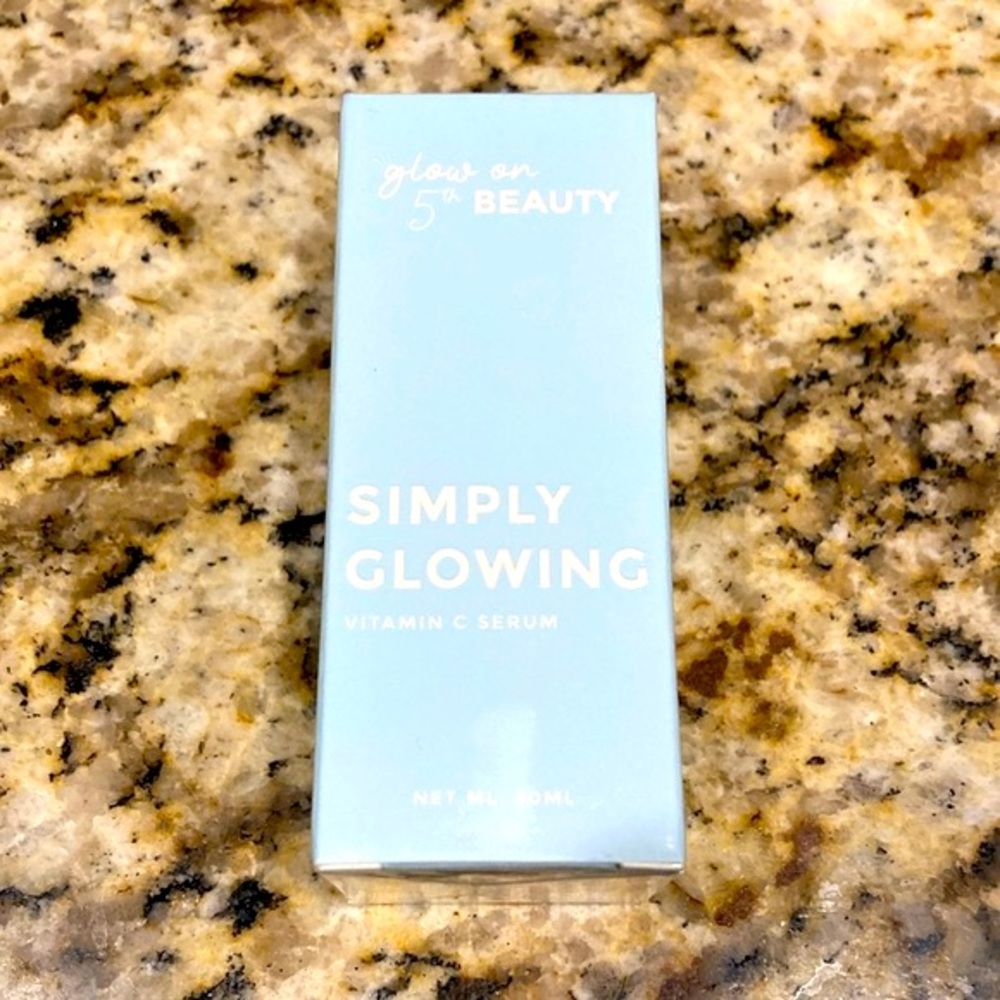 glow on
5th BEAUTY
SIMPLY
GLOWING
VITAMIN C SERUM
NET ML